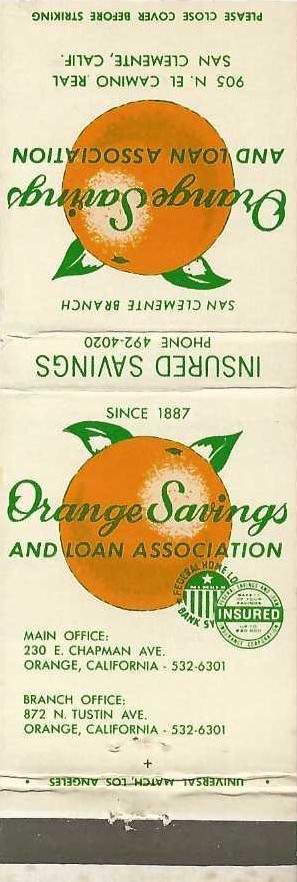 PLEASE CLOSE COVER BEFORE STRIKING
905 N. EL CAMINO REAL
SAN CLEMENTE, CALIF.
Orange Savings
AND LOAN ASSOCIATION
SAN CLEMENTE BRANCH
INSURED SAVINGS
PHONE 492-4020
SINCE 1887
Orange Savings
AND LOAN ASSOCIATION
FEDERAL HOME LO
MEMBER
BANK SY
INSURED
MAIN OFFICE:
230 E. CHAPMAN AVE.
ORANGE, CALIFORNIA - 532-6301
BRANCH OFFICE:
872 N. TUSTIN AVE.
ORANGE, CALIFORNIA - 532-6301
+
• UNIVERSAL MATCH, LOS ANGELES •